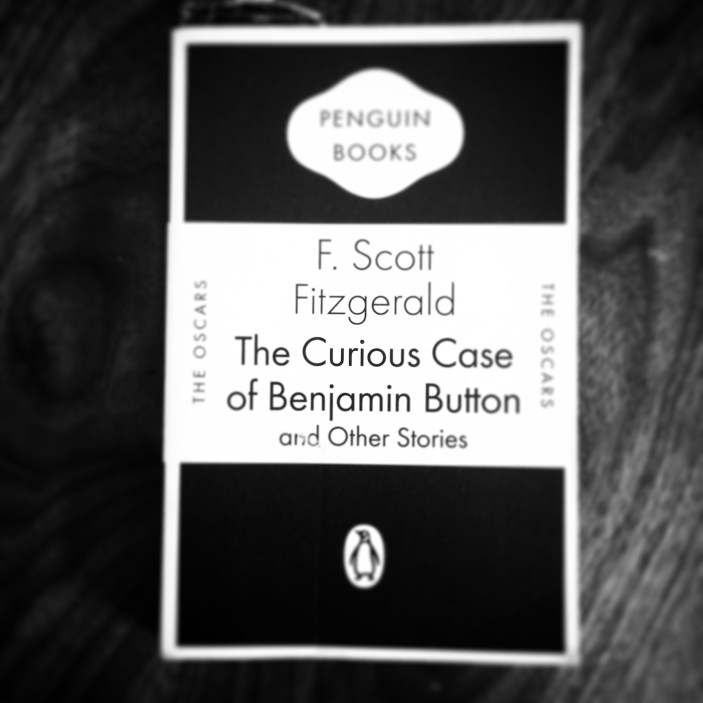 PENGUIN
BOOKS
F. Scott
Fitzgerald
The Curious Case
of Benjamin Button
and Other Stories
THE OSCARS
THE OSCARS